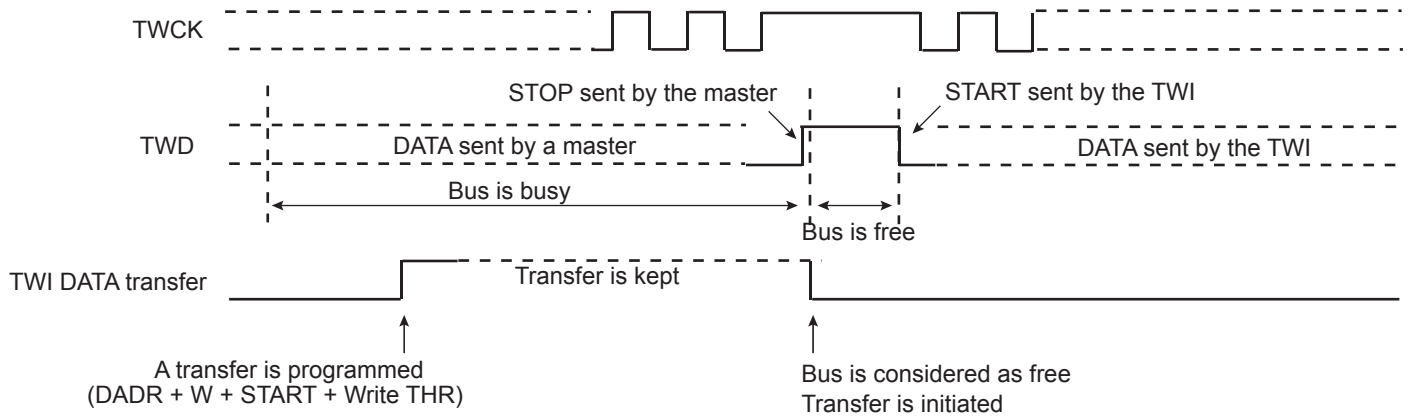 TWCK
STOP sent by the master
START sent by the TWI
TWD
DATA sent by a master
DATA sent by the TWI
Bus is busy
Bus is free
TWI DATA transfer
Transfer is kept
A transfer is programmed
(DADR + W + START + Write THR)
Bus is considered as free
Transfer is initiated